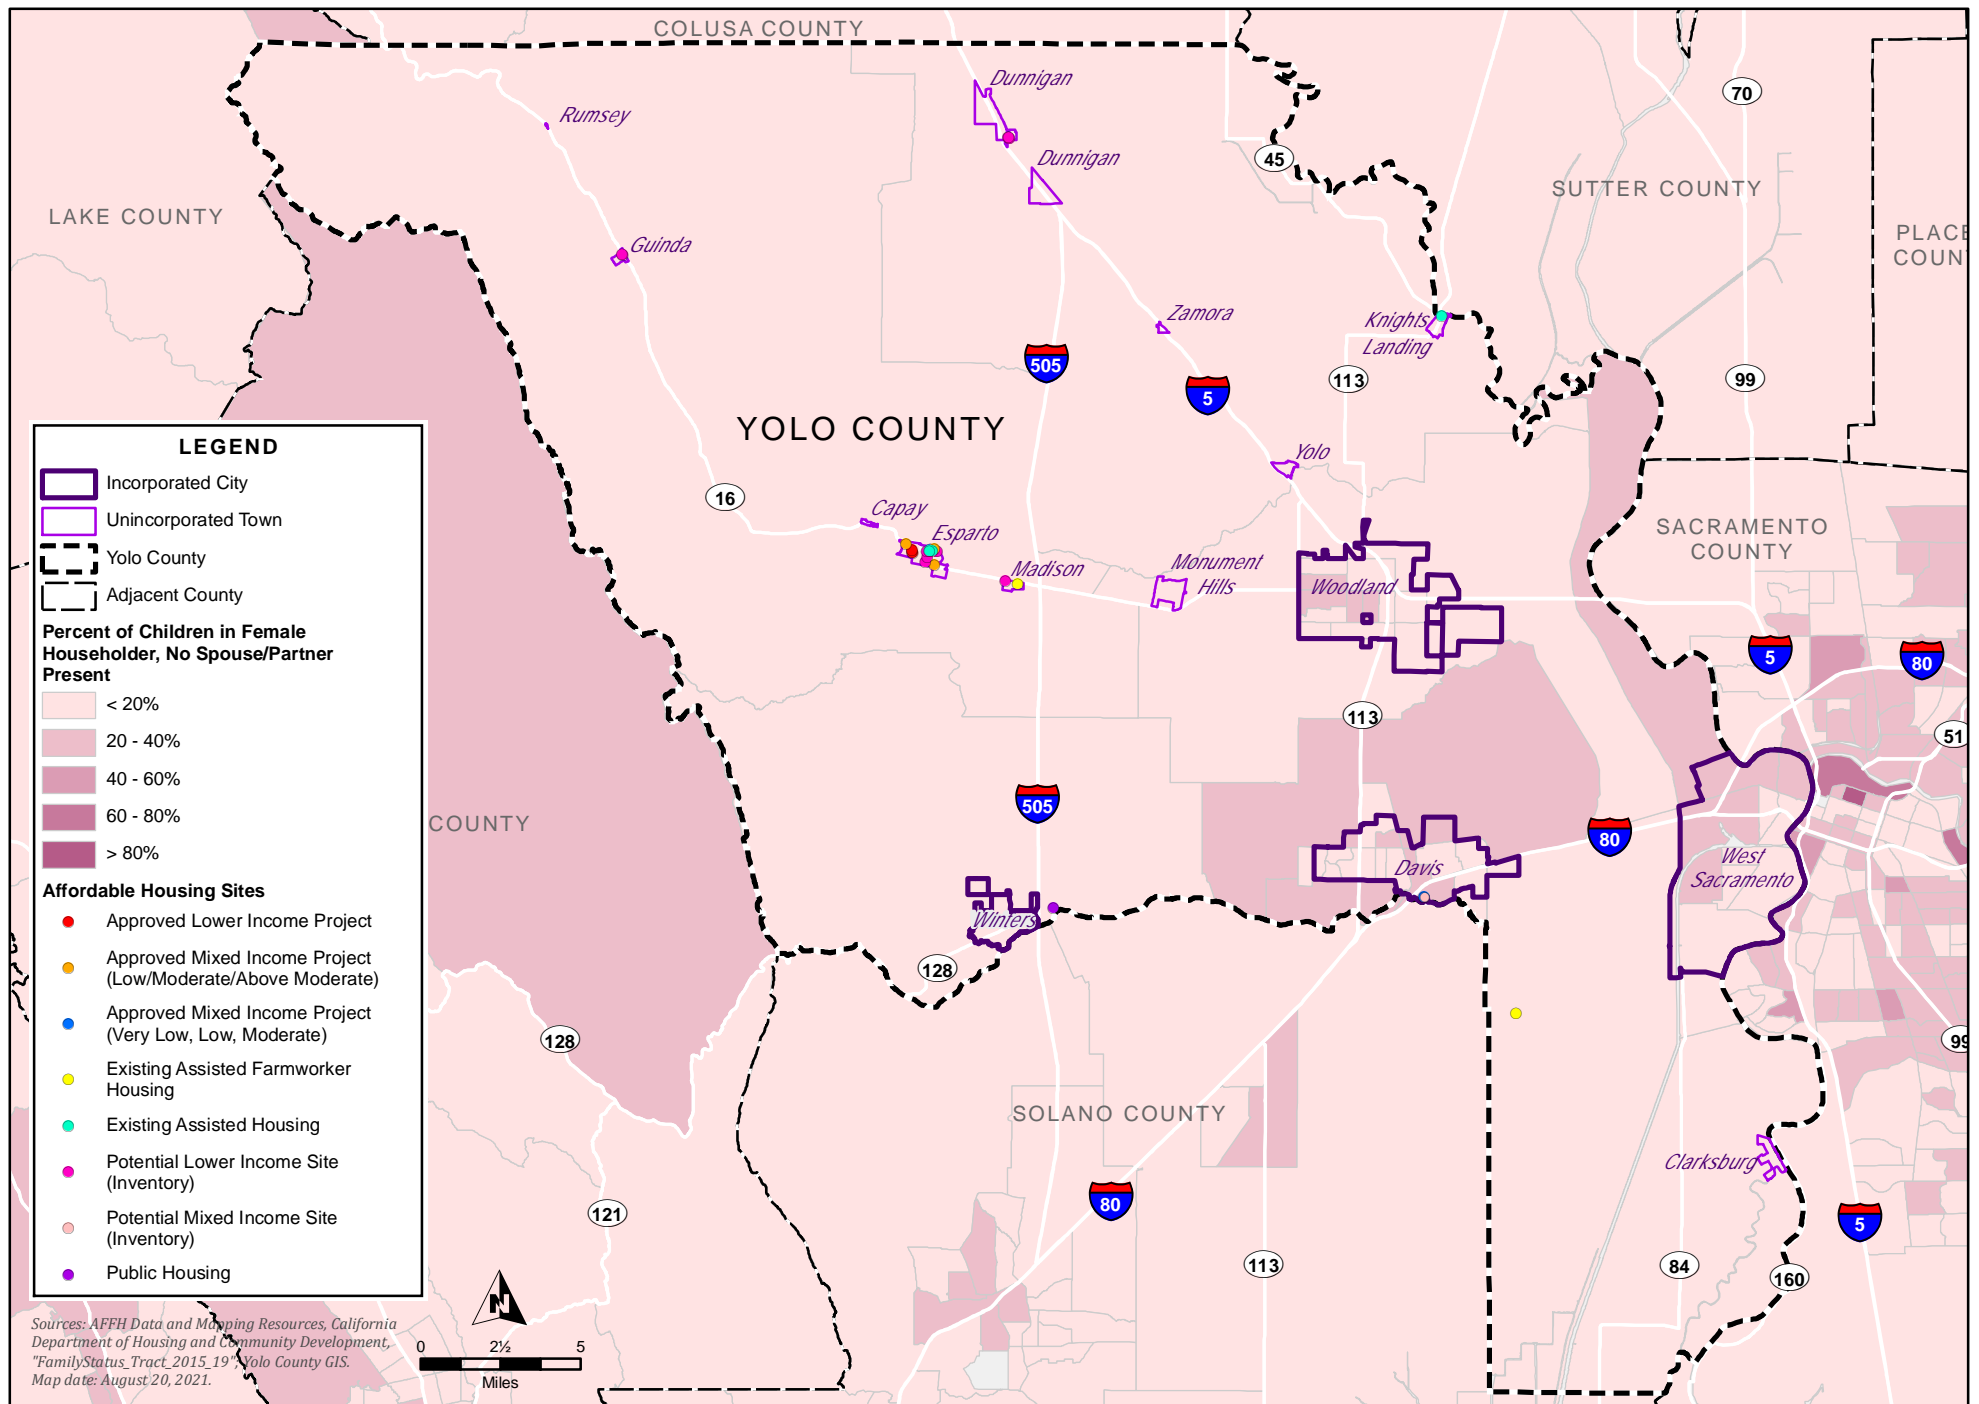 COLUSA COUNTY
Dunnigan
70
Rumsey
45
Dunnigan
SUTTER COUNTY
LAKE COUNTY
PLACE
COUN
Guinda
Zamora
Knights
Landing
505
5
113
99
YOLO COUNTY
Yolo
16
Capay
Esparto
SACRAMENTO
COUNTY
Madison
Monument
Hills
Woodland
5
80
113
51
505
80
COUNTY
West
Sacramento
Davis
Winters
128
128
99
SOLANO COUNTY
Clarksburg
80
121
5
113
84
160
LEGEND
Incorporated City
Unincorporated Town
Yolo County
Adjacent County
Percent of Children in Female
Householder, No Spouse/Partner
Present
< 20%
20 - 40%
40 - 60%
60 - 80%
> 80%
Affordable Housing Sites
Approved Lower Income Project
Approved Mixed Income Project
(Low/Moderate/Above Moderate)
Approved Mixed Income Project
(Very Low, Low, Moderate)
Existing Assisted Farmworker
Housing
Existing Assisted Housing
Potential Lower Income Site
(Inventory)
Potential Mixed Income Site
(Inventory)
Public Housing
Sources: AFFH Data and Mapping Resources, California
Department of Housing and Community Development,
"FamilyStatus_Tract_2015_19"; Yolo County GIS.
Map date: August 20, 2021.
N
0 2½ 5
Miles